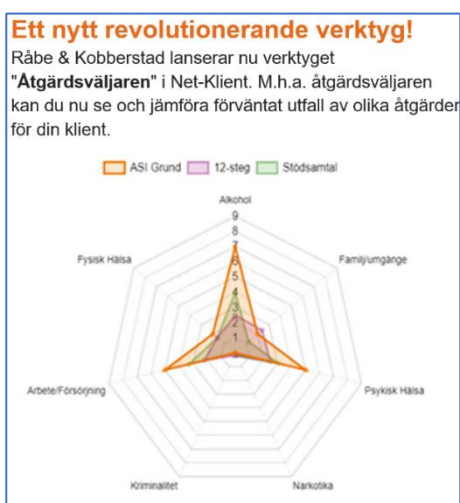 Ett nytt revolutionerande verktyg!
Råbe & Kobberstad lanserar nu verktyget
"Åtgärdsväljaren" i Net-Klient. M.h.a. åtgärdsväljaren
kan du nu se och jämföra förväntat utfall av olika åtgärder
för din klient.
ASI Grund 12-steg Stödsamtal
Alkohol
9
8
7
6
5
4
3
2
1
Fysisk Hälsa
Familj/umgänge
Arbete/Försörjning
Psykisk Hälsa
Kriminalitet
Narkotika